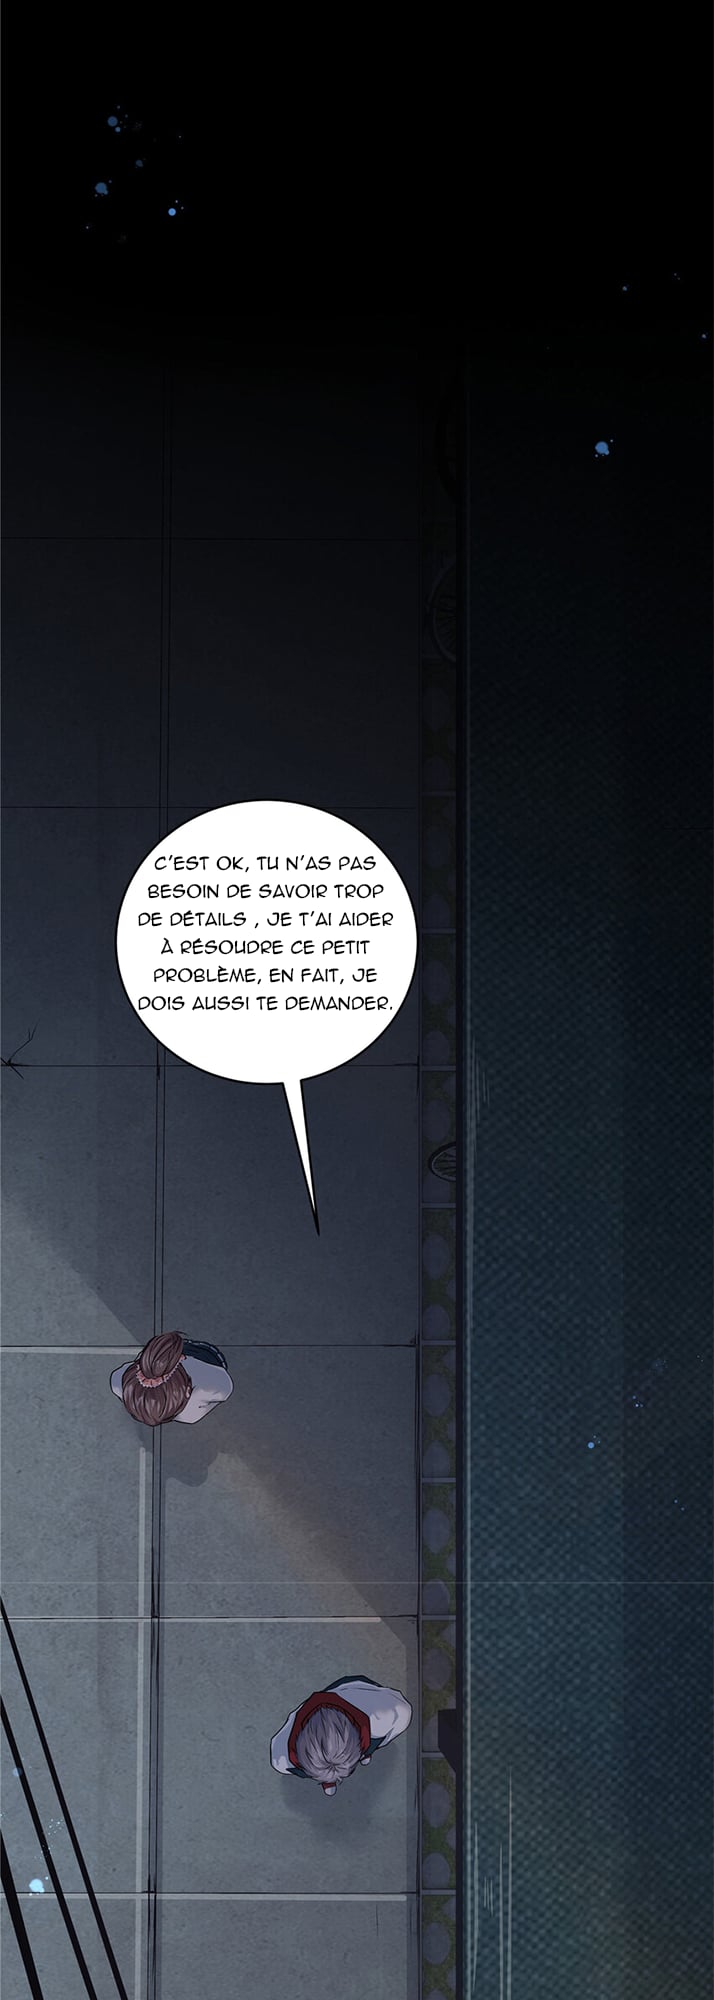 C'EST OK, TU N'AS PAS
BESOIN DE SAVOIR TROP
DE DÉTAILS , JE T'AI AIDER
À RÉSOUDRE CE PETIT
PROBLÈME, EN FAIT, JE
DOIS AUSSI TE DEMANDER.